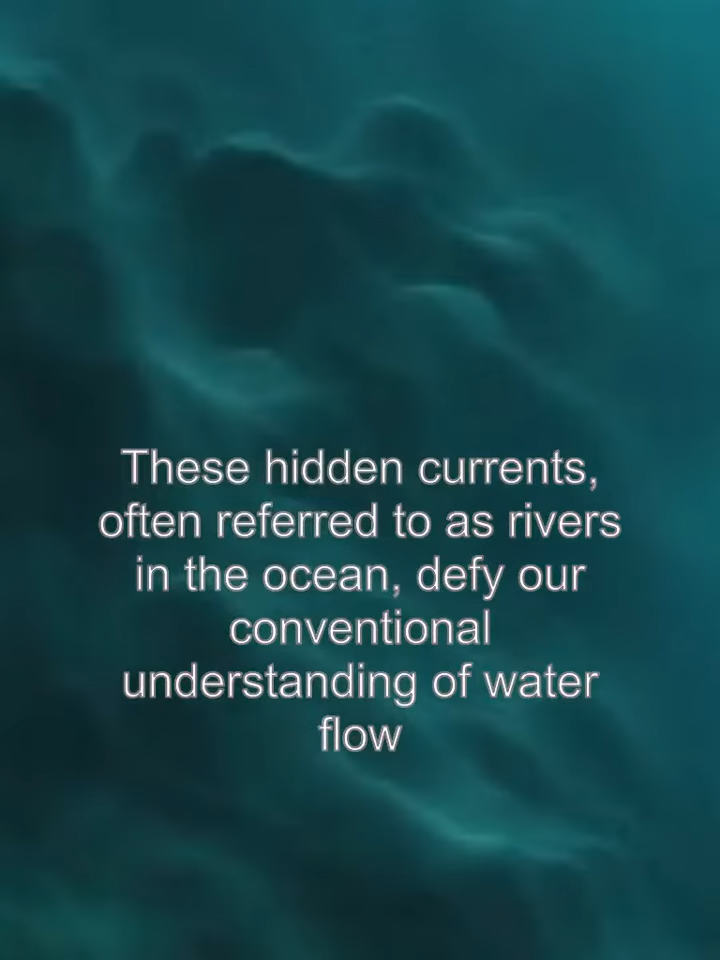 These hidden currents,
often referred to as rivers
in the ocean, defy our
conventional
understanding of water
flow